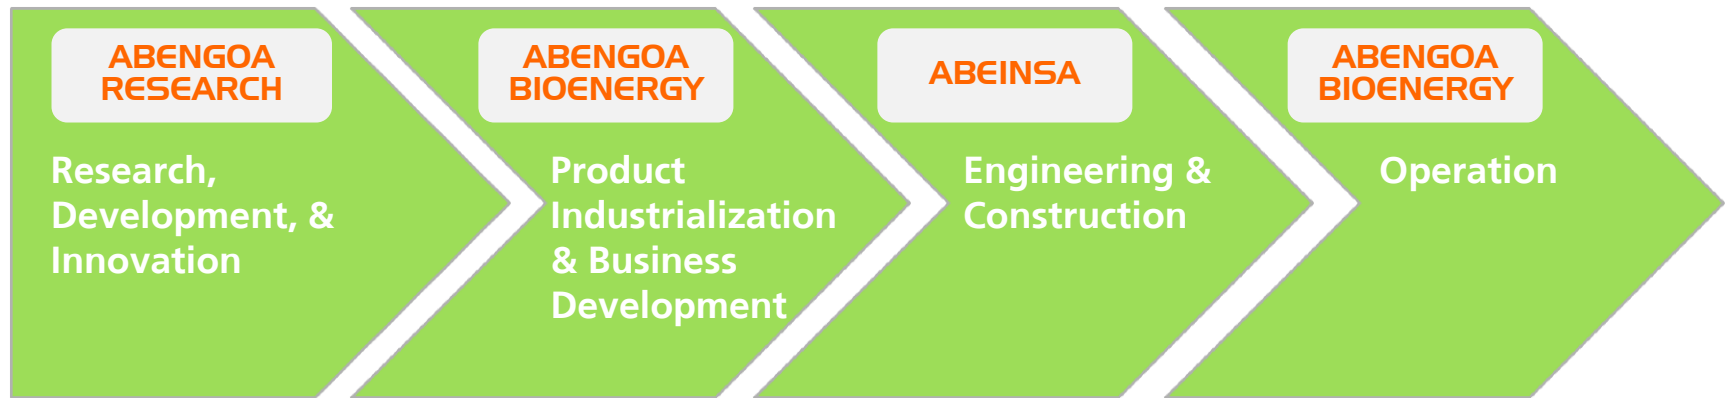 ABENGOA
RESEARCH
Research,
Development, &
Innovation
ABENGOA
BIOENERGY
Product
Industrialization
& Business
Development
ABEINSA
Engineering &
Construction
ABENGOA
BIOENERGY
Operation